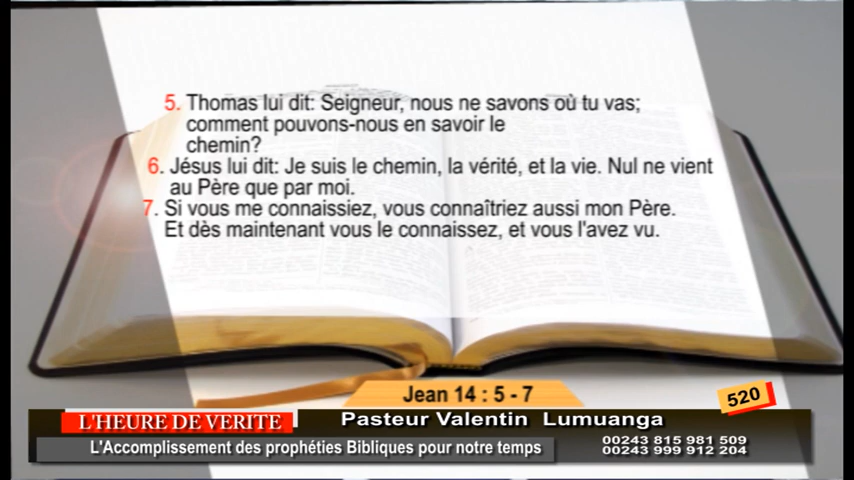 5. Thomas lui dit: Seigneur, nous ne savons où tu vas;
comment pouvons-nous en savoir le
chemin?
6. Jésus lui dit: Je suis le chemin, la vérité, et la vie. Nul ne vient
au Père que par moi.
7. Si vous me connaissiez, vous connaîtriez aussi mon Père.
Et dès maintenant vous le connaissez, et vous l'avez vu.
Jean 14 : 5 - 7
520
L'HEURE DE VERITE
Pasteur Valentin Lumuanga
L'Accomplissement des prophéties Bibliques pour notre temps
00243 815 981 509
00243 999 912 204